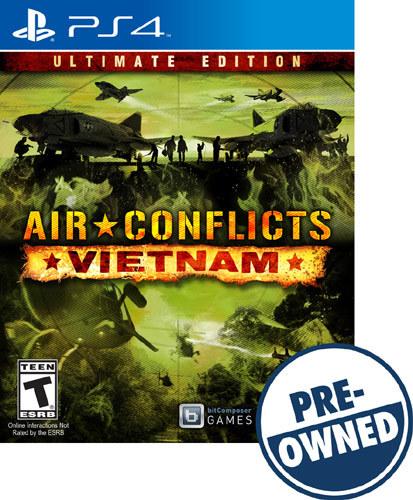 PS4
ULTIMATE EDITION
AIR★CONFLICTS
★VIETNAM★
TEEN
T
ESRB
Online Interactions Not
Rated by the ESRB
b
bitComposer
GAMES
PRE-
OWNED